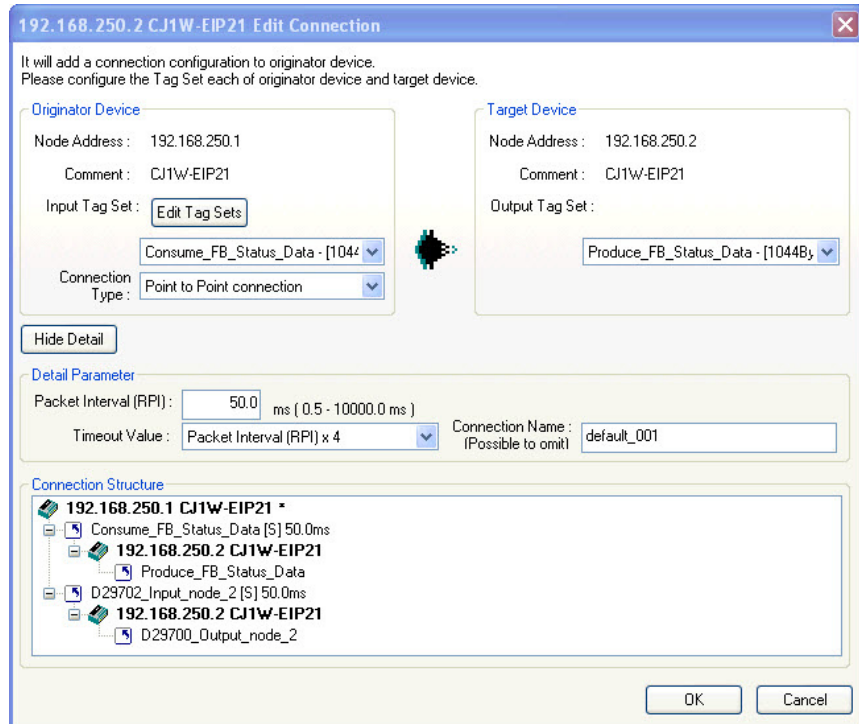 192.168.250.2 CJ1W-EIP21 Edit Connection
It will add a connection configuration to originator device.
Please configure the Tag Set each of originator device and target device.
Originator Device
Node Address : 192.168.250.1
Comment : CJ1W-EIP21
Input Tag Set : Edit Tag Sets
Consume_FB_Status_Data - [1044
Connection Type : Point to Point connection
Target Device
Node Address : 192.168.250.2
Comment : CJ1W-EIP21
Output Tag Set :
Produce_FB_Status_Data - [1044By
Hide Detail
Detail Parameter
Packet Interval (RPI) : 50.0 ms ( 0.5 - 10000.0 ms )
Timeout Value : Packet Interval (RPI) x 4
Connection Name : (Possible to omit) default_001
Connection Structure
192.168.250.1 CJ1W-EIP21 *
Consume_FB_Status_Data [S] 50.0ms
192.168.250.2 CJ1W-EIP21
Produce_FB_Status_Data
D29702_Input_node_2 [S] 50.0ms
192.168.250.2 CJ1W-EIP21
D29700_Output_node_2
OK Cancel